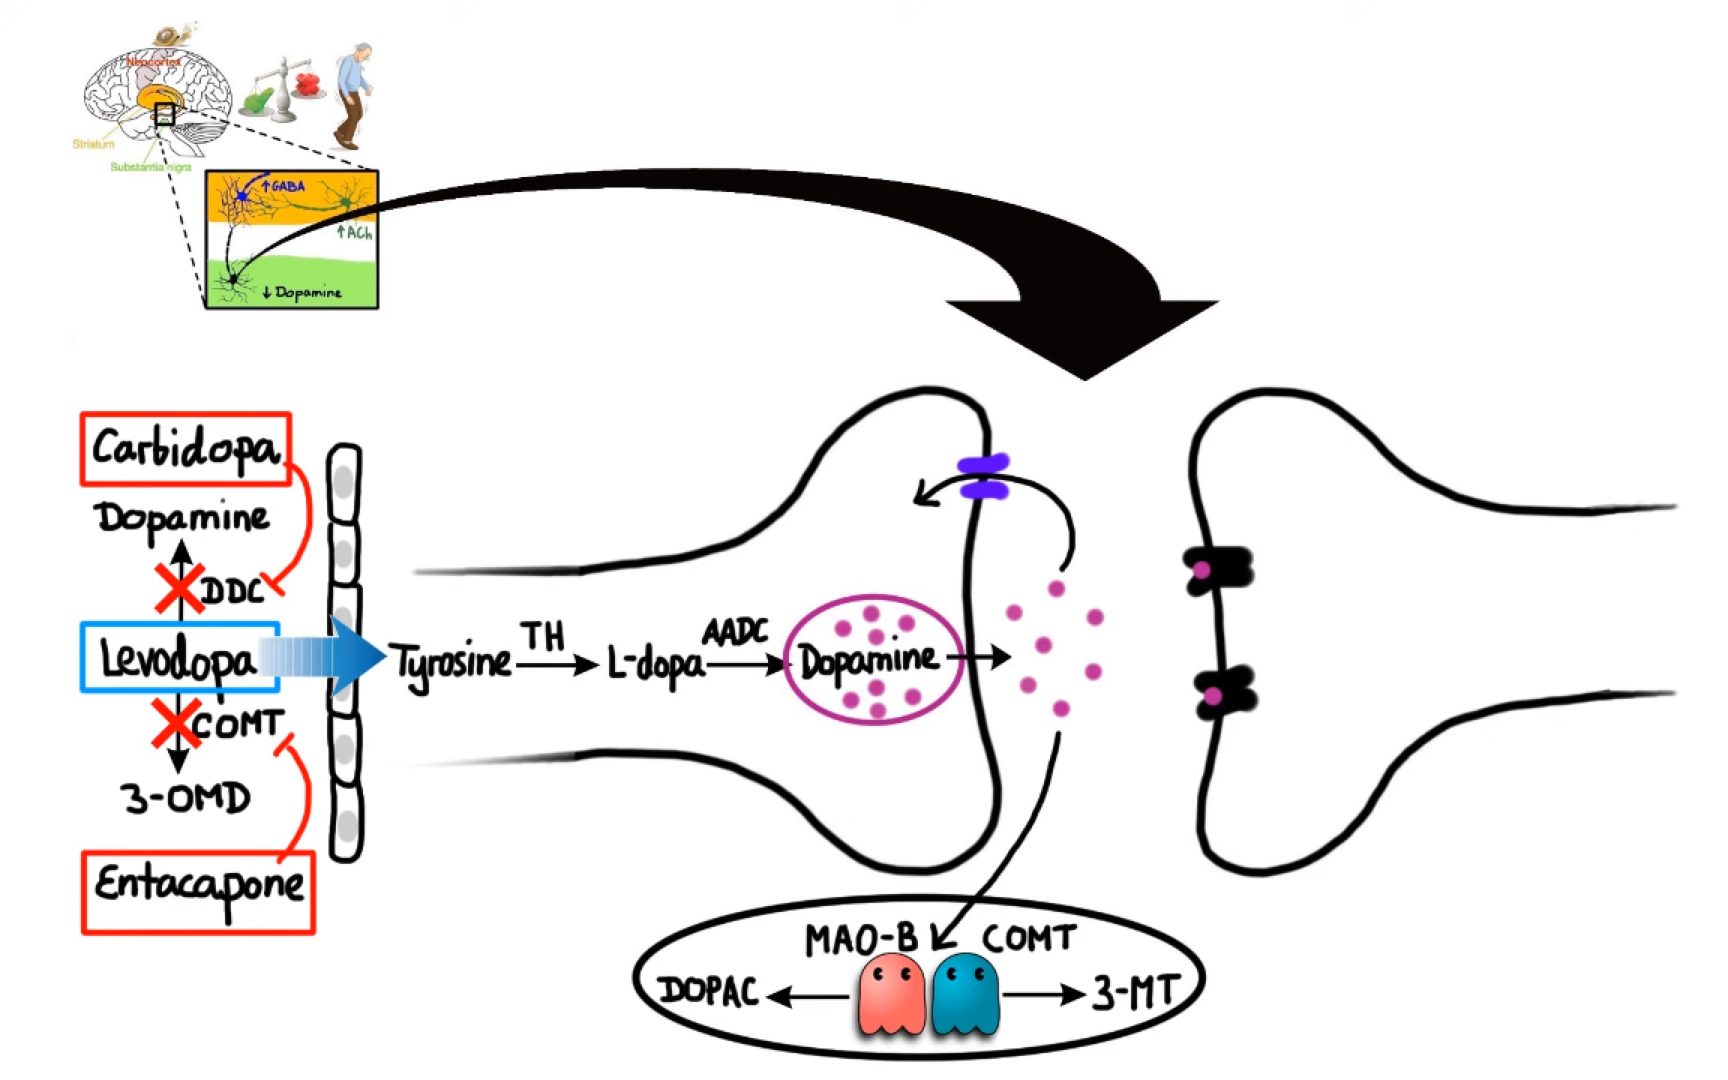 Neocortex
Striatum
Substantia nigra
↑GABA
↑ACh
↓ Dopamine
Carbidopa
Dopamine
DDC
Levodopa
COMT
3-OMD
Entacapone
Tyrosine TH L-dopa AADC Dopamine
MAO-B COMT
DOPAC 3-MT